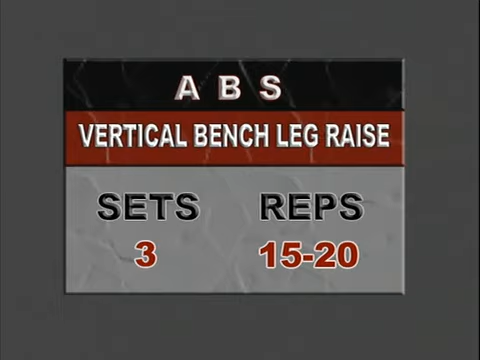 ABS
VERTICAL BENCH LEG RAISE
SETS REPS
3 15-20